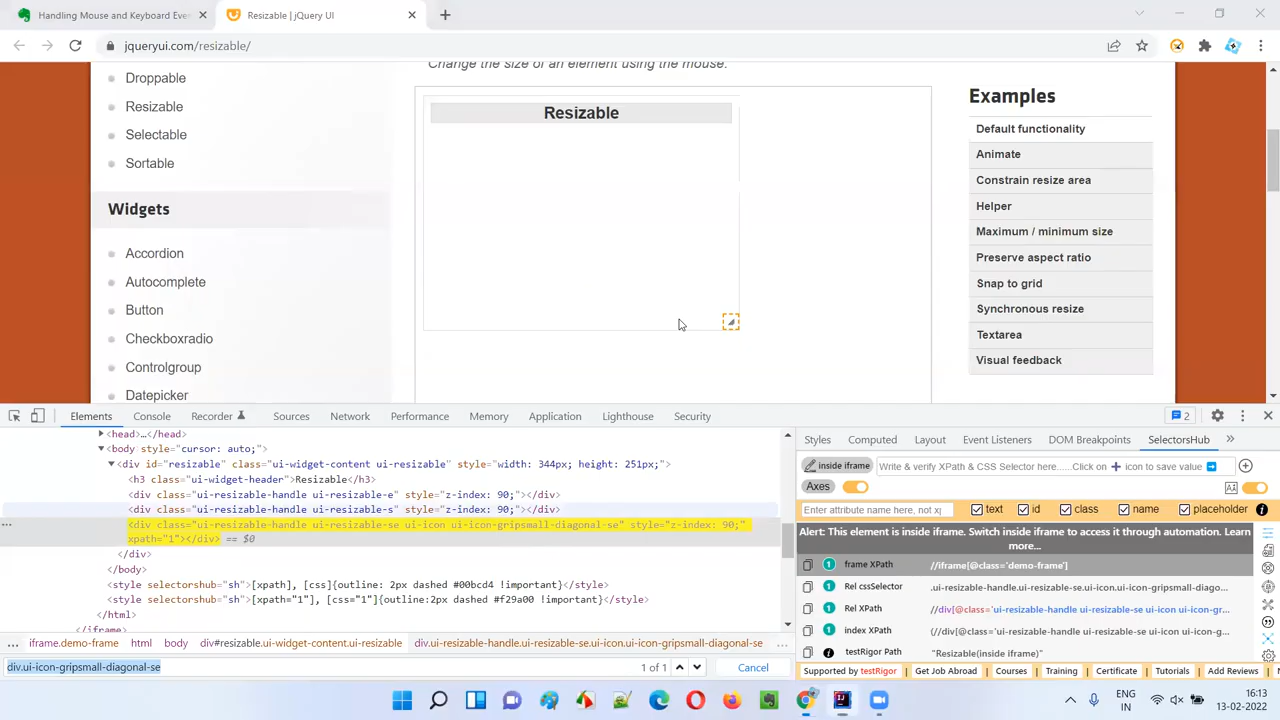 Handling Mouse and Keyboard Eve
Resizable | jQuery UI
jqueryui.com/resizable/
Droppable
Resizable
Selectable
Sortable
Widgets
Accordion
Autocomplete
Button
Checkboxradio
Controlgroup
Datepicker
Change the size of an element using the mouse.
Resizable
Examples
Default functionality
Animate
Constrain resize area
Helper
Maximum / minimum size
Preserve aspect ratio
Snap to grid
Synchronous resize
Textarea
Visual feedback
Elements Console Recorder Sources Network Performance Memory Application Lighthouse Security 2
<head>…</head>
<body style="cursor: auto;">
<div id="resizable" class="ui-widget-content ui-resizable" style="width: 344px; height: 251px;">
<h3 class="ui-widget-header">Resizable</h3>
<div class="ui-resizable-handle ui-resizable-e" style="z-index: 90;"></div>
<div class="ui-resizable-handle ui-resizable-s" style="z-index: 90;"></div>
<div class="ui-resizable-handle ui-resizable-se ui-icon ui-icon-gripsmall-diagonal-se" style="z-index: 90;"
xpath="1"></div> == $0
</div>
</body>
<style selectorshub="sh">[xpath], [css]{outline: 2px dashed #00bcd4 !important}</style>
<style selectorshub="sh">[xpath="1"], [css="1"]{outline:2px dashed #f29a00 !important}</style>
</html>
</iframe>
… iframe.demo-frame html body div#resizable.ui-widget-content.ui-resizable div.ui-resizable-handle.ui-resizable-se.ui-icon.ui-icon-gripsmall-diagonal-se …
div.ui-icon-gripsmall-diagonal-se 1 of 1 Cancel
Styles Computed Layout Event Listeners DOM Breakpoints SelectorsHub
inside iframe Write & verify XPath & CSS Selector here......Click on + icon to save value
Axes
Enter attribute name here, not xp text id class name placeholder
Alert: This element is inside iframe. Switch inside iframe to access it through automation. Learn
more...
1 frame XPath //iframe[@class='demo-frame']
1 Rel cssSelector .ui-resizable-handle.ui-resizable-se.ui-icon.ui-icon-gripsmall-diago...
1 Rel XPath //div[@class='ui-resizable-handle ui-resizable-se ui-icon ui-icon-gr...
1 index XPath (//div[@class='ui-resizable-handle ui-resizable-se ui-icon ui-icon-g...
testRigor Path "Resizable(inside iframe)"
Supported by testRigor Get Job Abroad Courses Training Certificate Tutorials Add Reviews
ENG
IN
16:13
13-02-2022